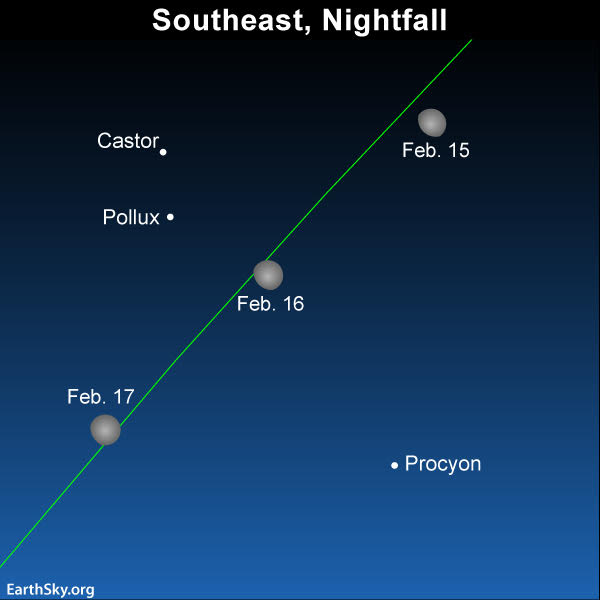 Southeast, Nightfall
Castor
Feb. 15
Pollux
Feb. 16
Feb. 17
Procyon
EarthSky.org